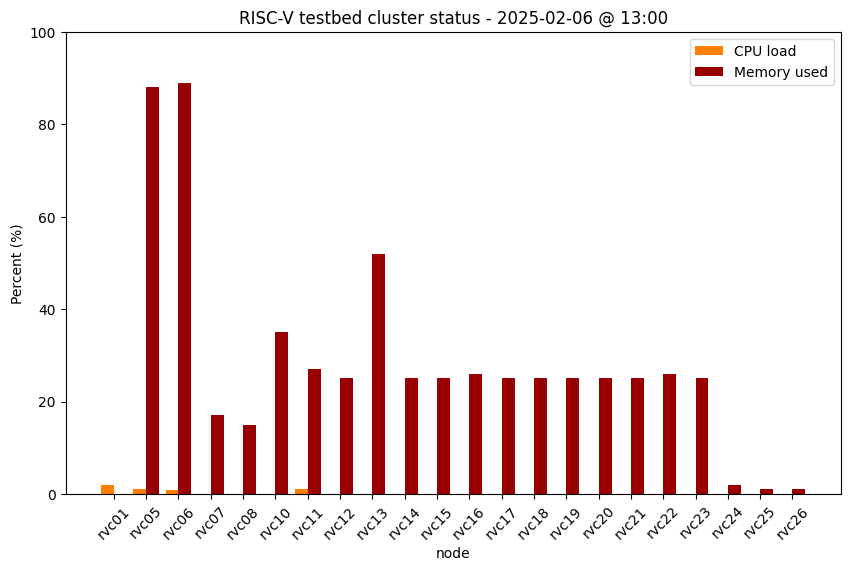 RISC-V testbed cluster status - 2025-02-06 @ 13:00
CPU load
Memory used
Percent (%)
100
80
60
40
20
0
rvc01 rvc05 rvc06 rvc07 rvc08 rvc10 rvc11 rvc12 rvc13 rvc14 rvc15 rvc16 rvc17 rvc18 rvc19 rvc20 rvc21 rvc22 rvc23 rvc24 rvc25 rvc26
node